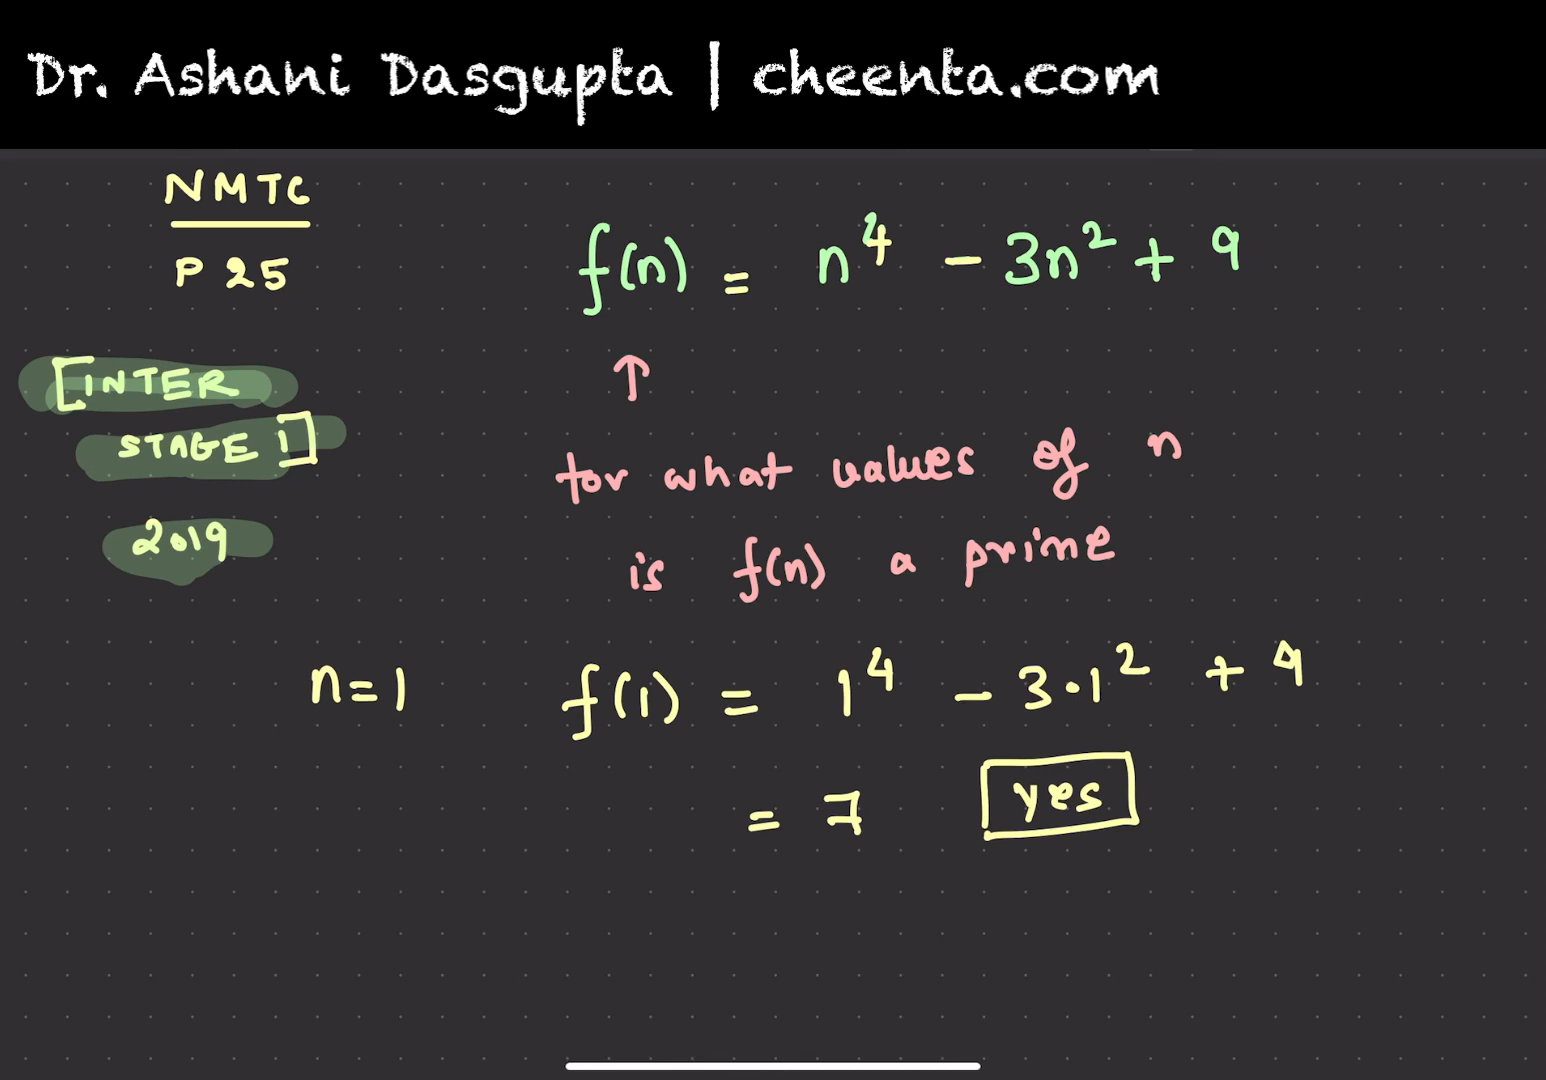 Dr. Ashani Dasgupta | cheenta.com
NMTC
P 25
[INTER
STAGE 1]
2019
f(n) = n⁴ - 3n² + 9
↑
for what values of n
is f(n) a prime
n=1 f(1) = 1⁴ - 3·1² + 9
= 7 yes